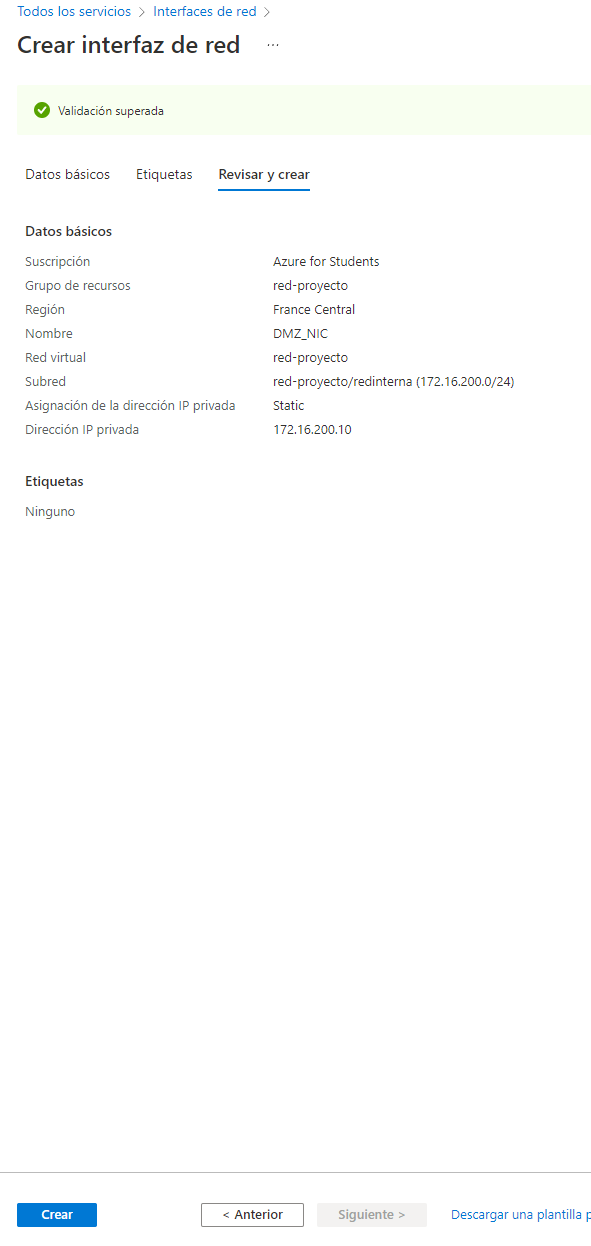 Todos los servicios > Interfaces de red >
Crear interfaz de red ...
Validación superada
Datos básicos Etiquetas Revisar y crear
Datos básicos
Suscripción Azure for Students
Grupo de recursos red-proyecto
Región France Central
Nombre DMZ_NIC
Red virtual red-proyecto
Subred red-proyecto/redinterna (172.16.200.0/24)
Asignación de la dirección IP privada Static
Dirección IP privada 172.16.200.10
Etiquetas
Ninguno
Crear < Anterior Siguiente > Descargar una plantilla p